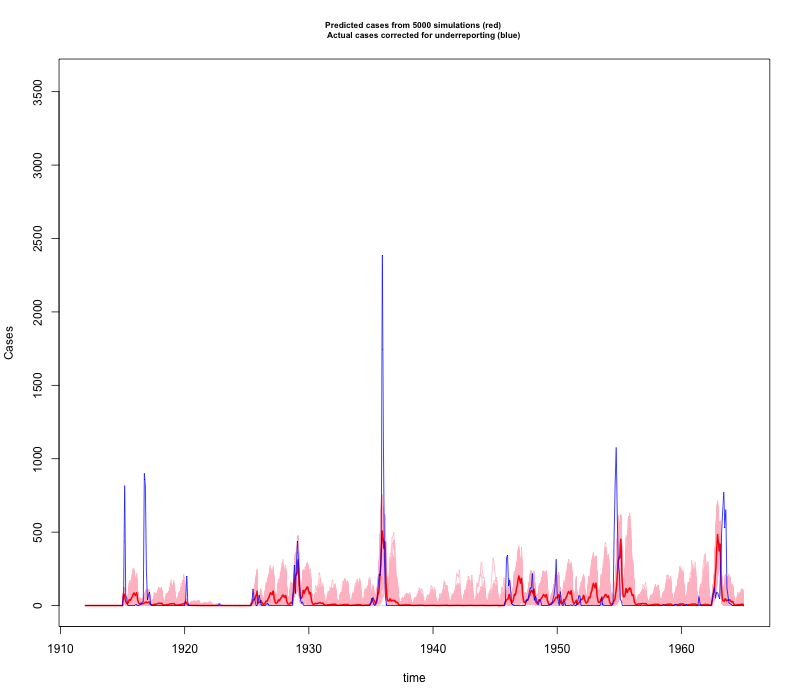 Predicted cases from 5000 simulations (red)
Actual cases corrected for underreporting (blue)
3500
3000
2500
2000
1500
1000
500
0
Cases
1910 1920 1930 1940 1950 1960
time